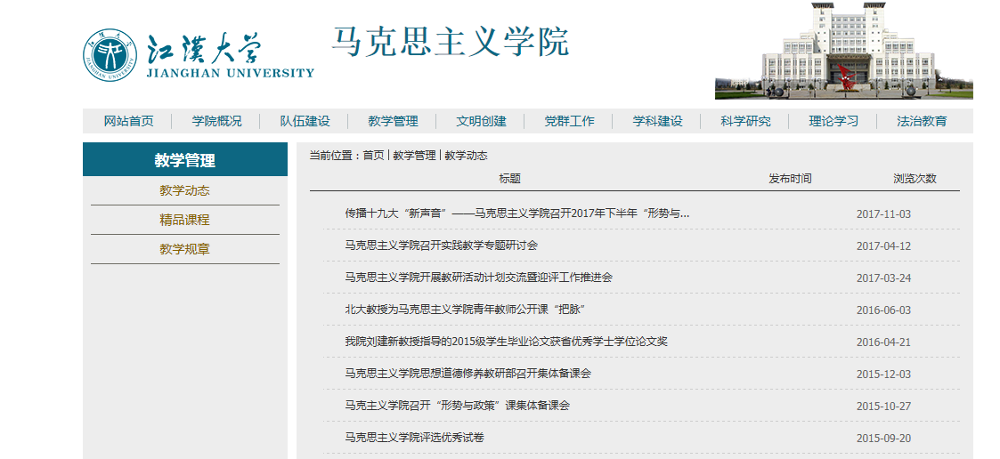 江汉大学
JIANGHAN UNIVERSITY
马克思主义学院
网站首页 学院概况 队伍建设 教学管理 文明创建 党群工作 学科建设 科学研究 理论学习 法治教育
教学管理
教学动态
精品课程
教学规章
当前位置：首页 | 教学管理 | 教学动态
标题 发布时间 浏览次数
传播十九大“新声音”——马克思主义学院召开2017年下半年“形势与... 2017-11-03
马克思主义学院召开实践教学专题研讨会 2017-04-12
马克思主义学院开展教研活动计划交流暨迎评工作推进会 2017-03-24
北大教授为马克思主义学院青年教师公开课“把脉” 2016-06-03
我院刘建新教授指导的2015级学生毕业论文获省优秀学士学位论文奖 2016-04-21
马克思主义学院思想道德修养教研部召开集体备课会 2015-12-03
马克主义学院召开“形势与政策”课集体备课会 2015-10-27
马克思主义学院评选优秀试卷 2015-09-20